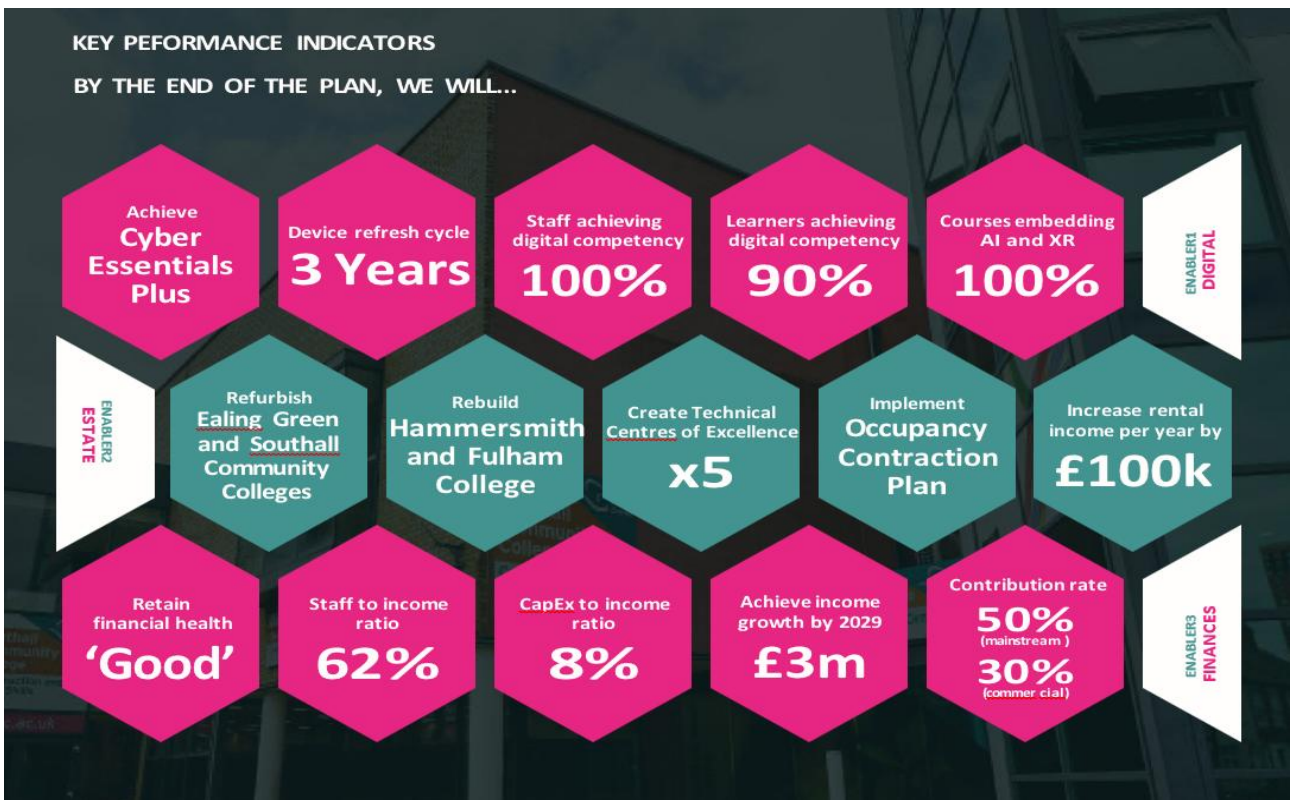 KEY PEFORMANCE INDICATORS
BY THE END OF THE PLAN, WE WILL...
Achieve
Cyber
Essentials
Plus
Device refresh cycle
3 Years
Staff achieving
digital competency
100%
Learners achieving
digital competency
90%
Courses embedding
AI and XR
100%
ENABLER1
DIGITAL
ENABLER2
ESTATE
Refurbish
Ealing Green
and Southall
Community
Colleges
Rebuild
Hammersmith
and Fulham
College
Create Technical
Centres of Excellence
x5
Implement
Occupancy
Contraction
Plan
Increase rental
income per year by
£100k
Retain
financial health
‘Good’
Staff to income
ratio
62%
CapEx to income
ratio
8%
Achieve income
growth by 2029
£3m
Contribution rate
50%
(mainstream )
30%
(commer cial)
ENABLER3
FINANCES